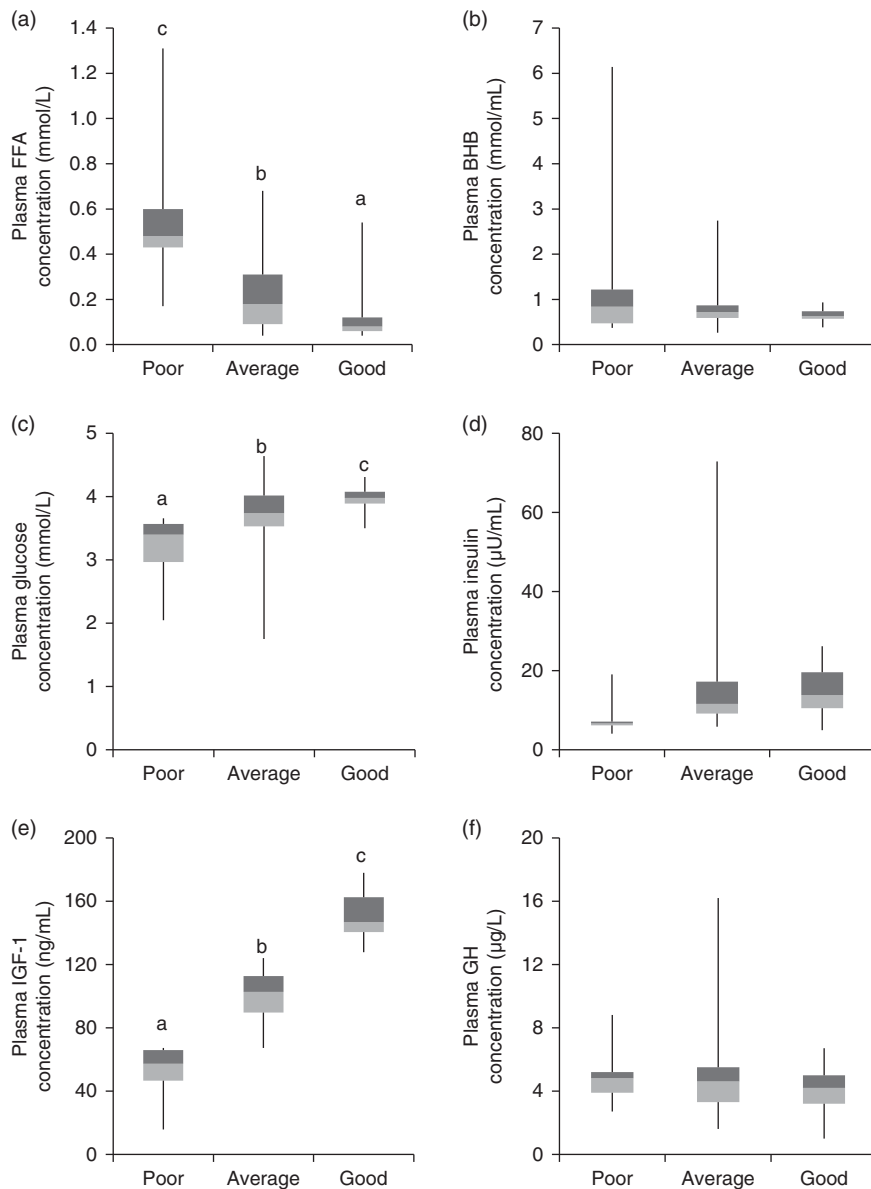 (a)
Plasma FFA
concentration (mmol/L)
1.4
1.2
1.0
0.8
0.6
0.4
0.2
0.0
c
b
a
Poor Average Good
(b)
Plasma BHB
concentration (mmol/mL)
7
6
5
4
3
2
1
0
Poor Average Good
(c)
Plasma glucose
concentration (mmol/L)
5
4
3
2
1
0
a
b
c
Poor Average Good
(d)
Plasma insulin
concentration (µU/mL)
80
60
40
20
0
Poor Average Good
(e)
Plasma IGF-1
concentration (ng/mL)
200
160
120
80
40
0
a
b
c
Poor Average Good
(f)
Plasma GH
concentration (µg/L)
20
16
12
8
4
0
Poor Average Good